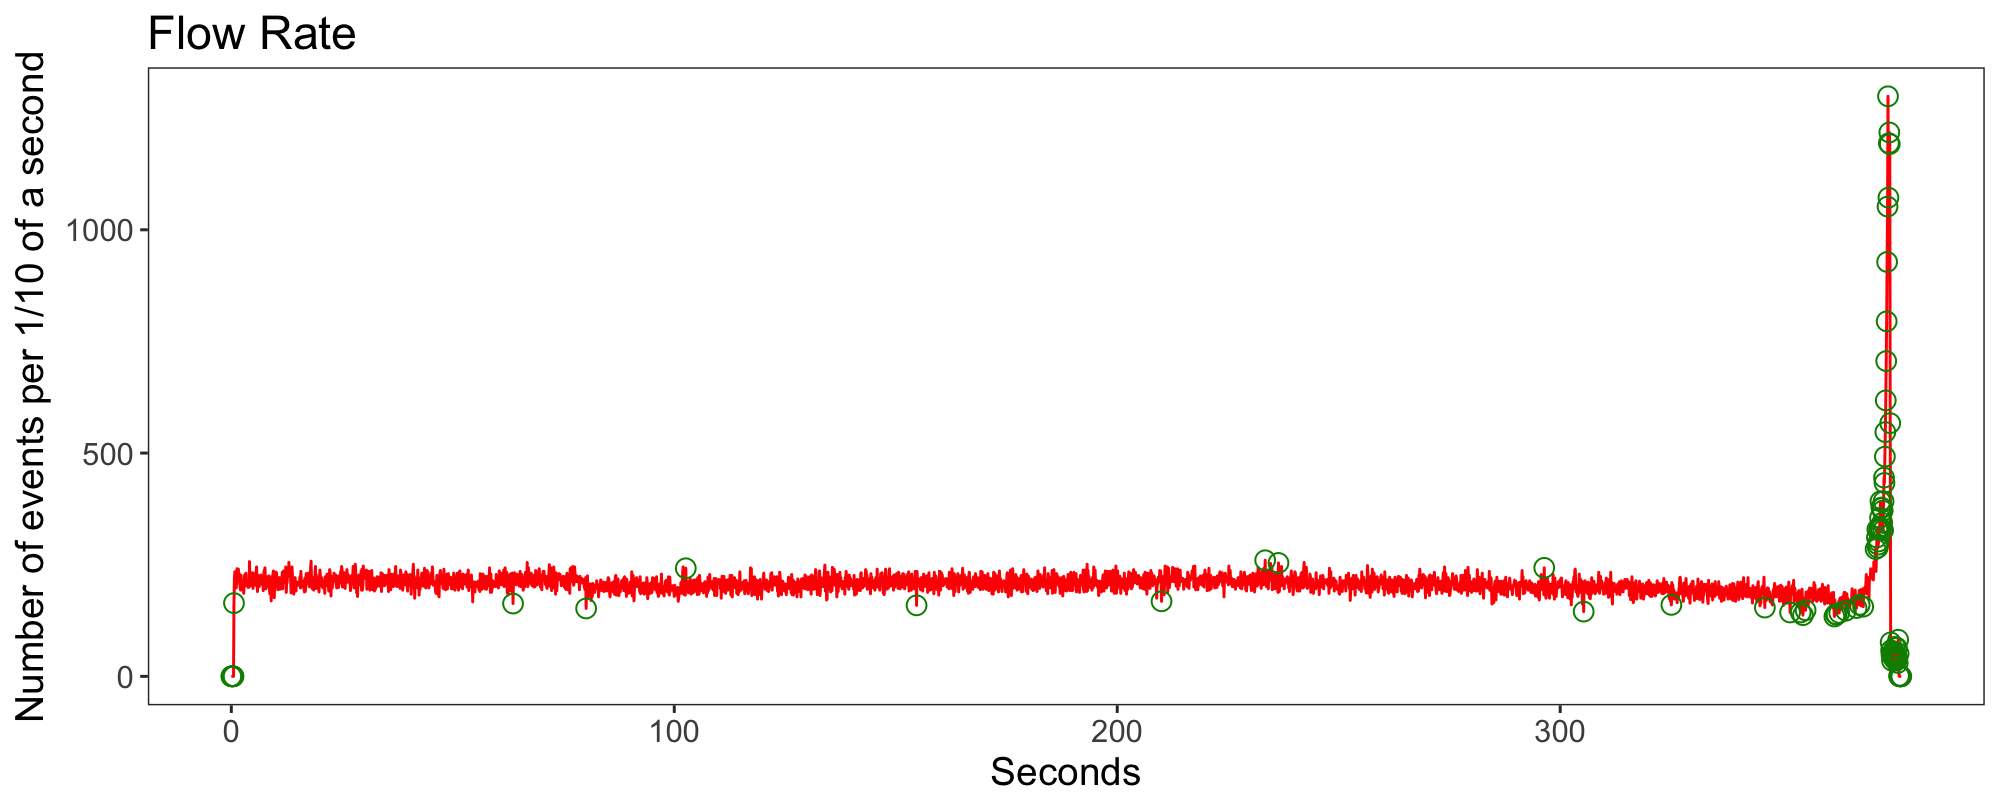 Flow Rate
Number of events per 1/10 of a second
1000
500
0
0 100 200 300
Seconds